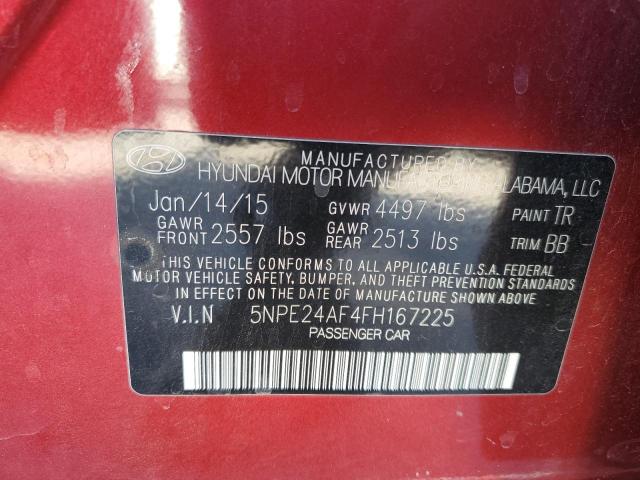 MANUFACTURED BY
HYUNDAI MOTOR MANUFACTURING ALABAMA, LLC
Jan/14/15 GVWR 4497 lbs PAINT TR
GAWR FRONT 2557 lbs GAWR REAR 2513 lbs TRIM BB
THIS VEHICLE CONFORMS TO ALL APPLICABLE U.S.A. FEDERAL
MOTOR VEHICLE SAFETY, BUMPER, AND THEFT PREVENTION
STANDARDS IN EFFECT ON THE DATE OF MANUFACTURE SHOWN ABOVE.
V.I.N 5NPE24AF4FH167225
PASSENGER CAR